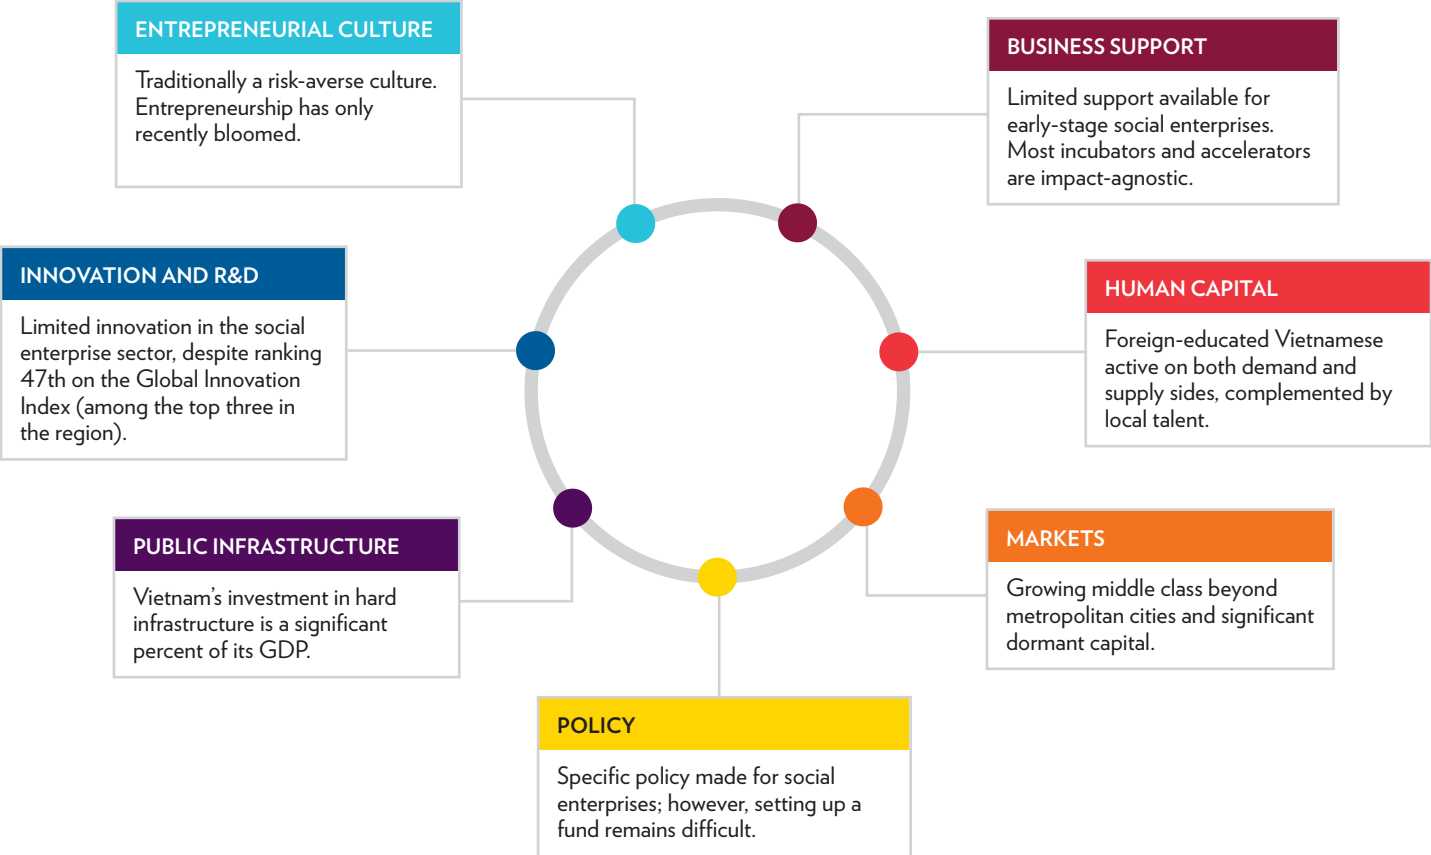 ENTREPRENEURIAL CULTURE
Traditionally a risk-averse culture.
Entrepreneurship has only
recently bloomed.
BUSINESS SUPPORT
Limited support available for
early-stage social enterprises.
Most incubators and accelerators
are impact-agnostic.
INNOVATION AND R&D
Limited innovation in the social
enterprise sector, despite ranking
47th on the Global Innovation
Index (among the top three in
the region).
HUMAN CAPITAL
Foreign-educated Vietnamese
active on both demand and
supply sides, complemented by
local talent.
PUBLIC INFRASTRUCTURE
Vietnam’s investment in hard
infrastructure is a significant
percent of its GDP.
MARKETS
Growing middle class beyond
metropolitan cities and significant
dormant capital.
POLICY
Specific policy made for social
enterprises; however, setting up a
fund remains difficult.